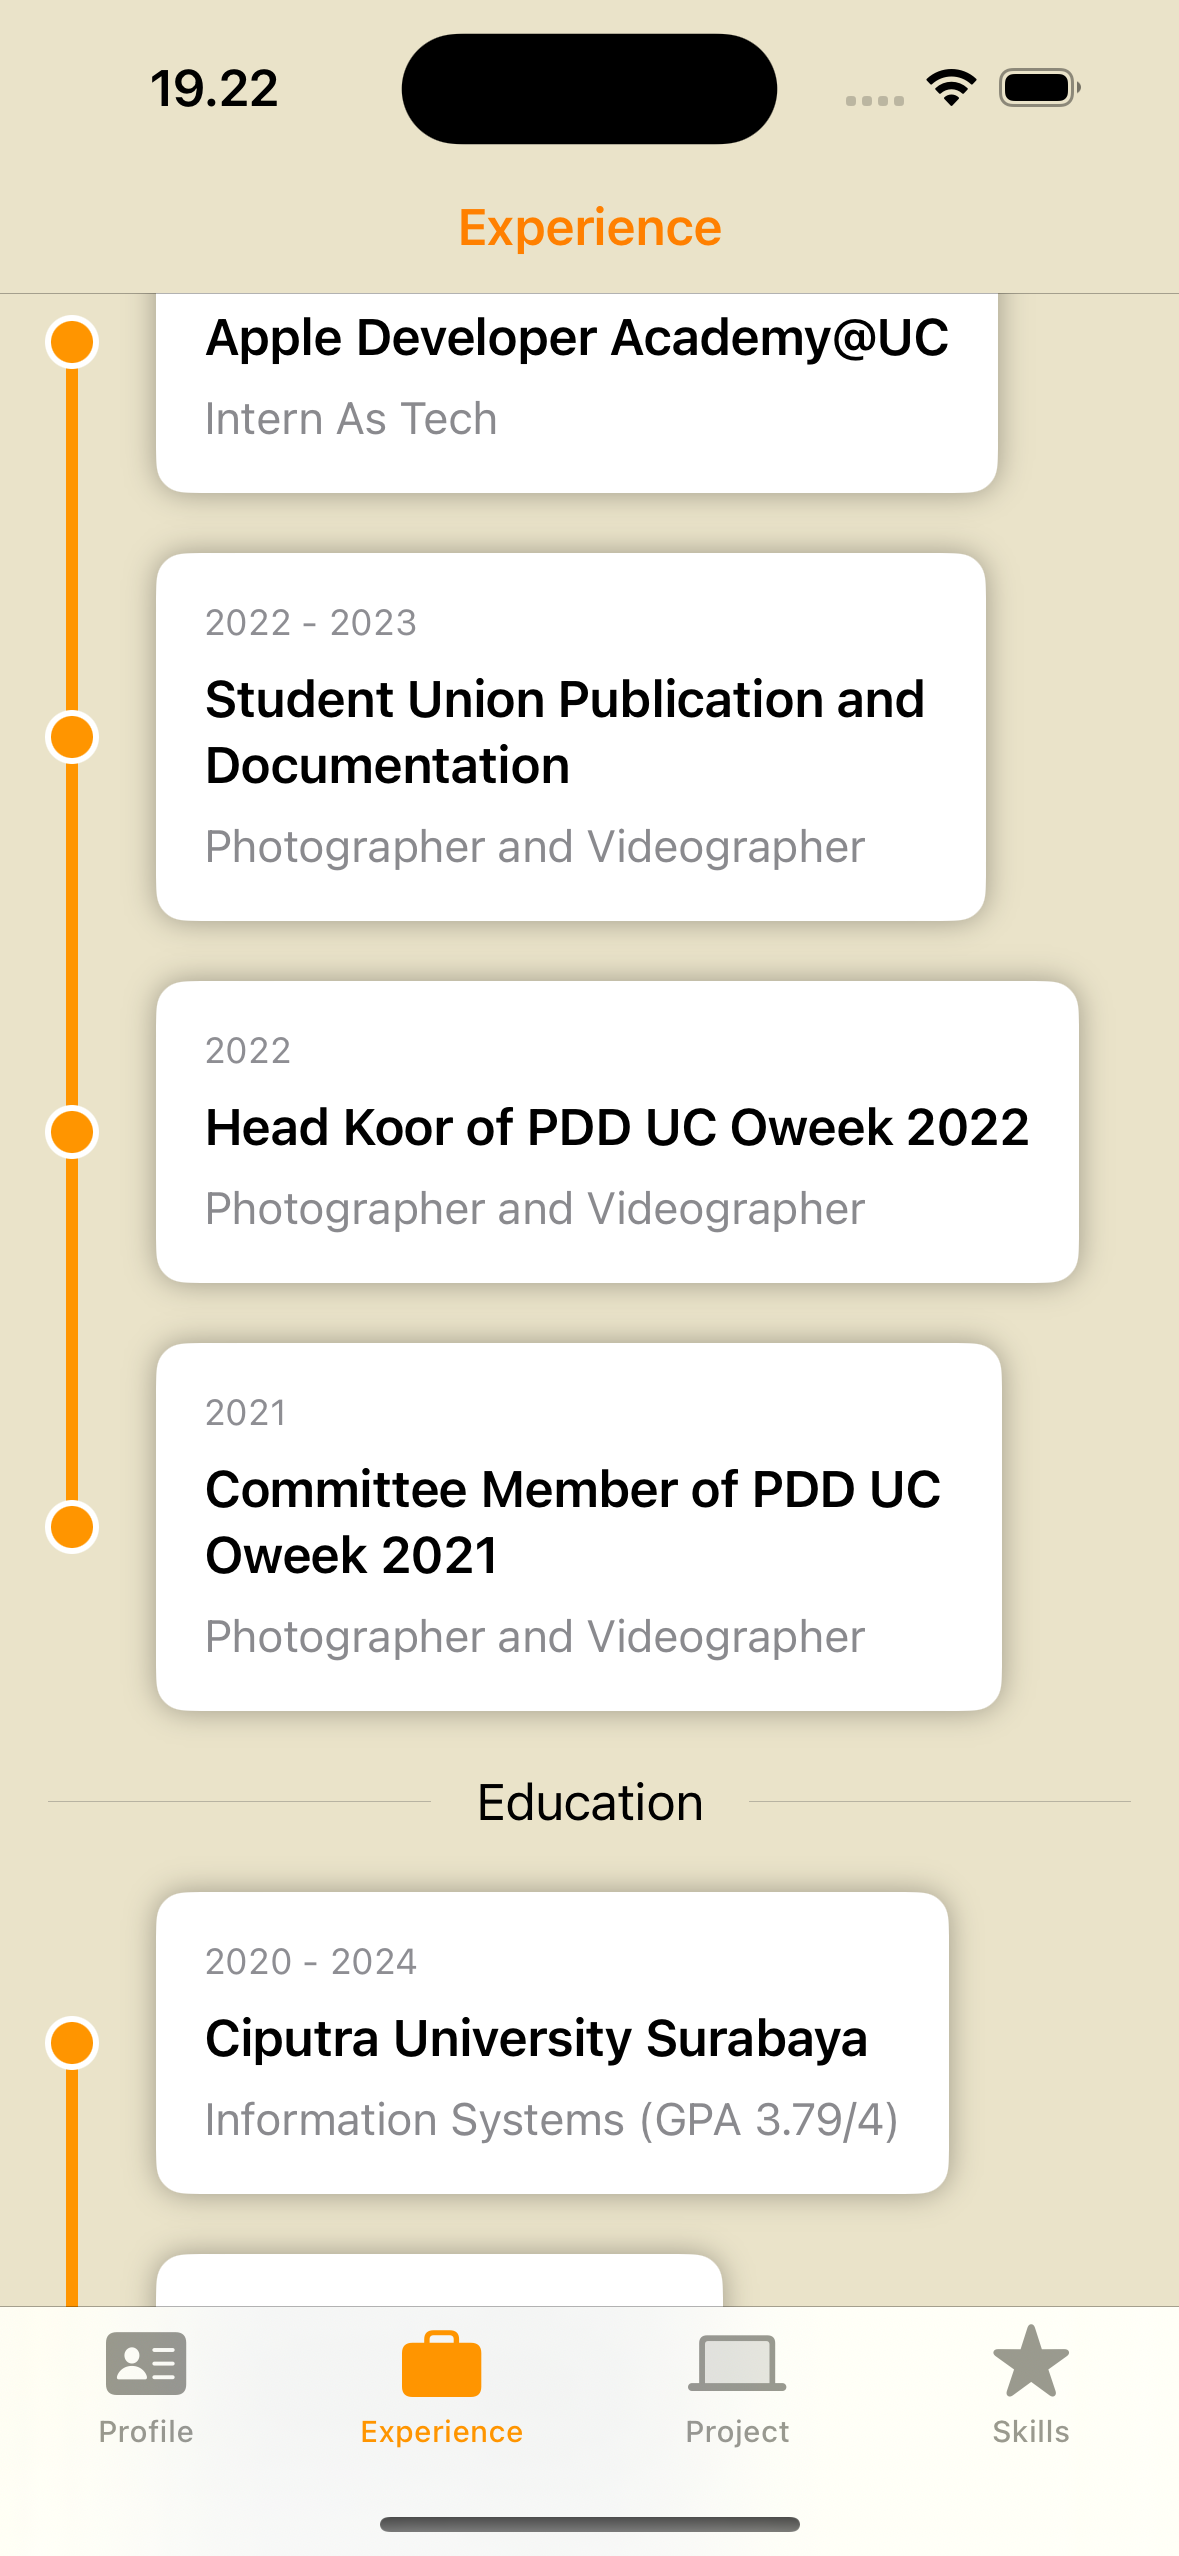 19.22
Experience
Apple Developer Academy@UC
Intern As Tech
2022 - 2023
Student Union Publication and
Documentation
Photographer and Videographer
2022
Head Koor of PDD UC Oweek 2022
Photographer and Videographer
2021
Committee Member of PDD UC
Oweek 2021
Photographer and Videographer
Education
2020 - 2024
Ciputra University Surabaya
Information Systems (GPA 3.79/4)
Profile
Experience
Project
Skills